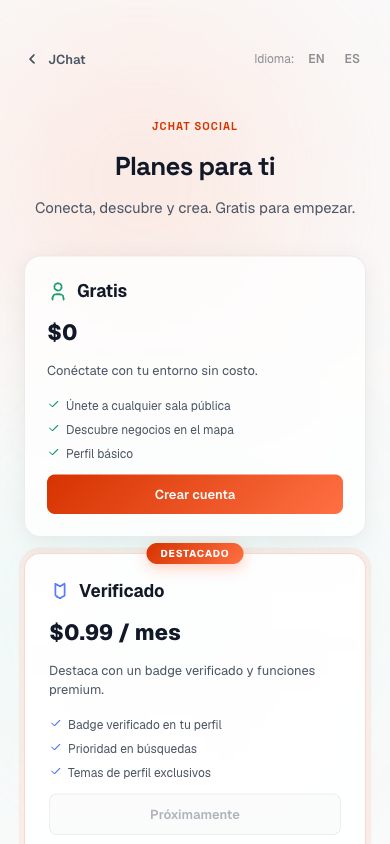 JChat
Idioma: EN ES
JCHAT SOCIAL
Planes para ti
Conecta, descubre y crea. Gratis para empezar.
Gratis
$0
Conéctate con tu entorno sin costo.
Únete a cualquier sala pública
Descubre negocios en el mapa
Perfil básico
Crear cuenta
DESTACADO
Verificado
$0.99 / mes
Destaca con un badge verificado y funciones
premium.
Badge verificado en tu perfil
Prioridad en búsquedas
Temas de perfil exclusivos
Próximamente